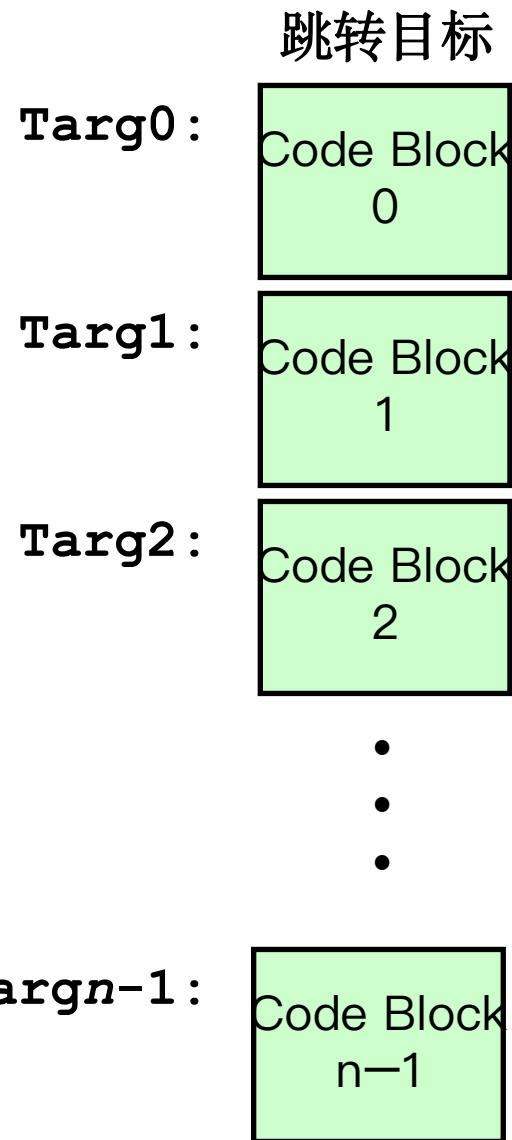 跳转目标
Targ0:
Code Block
0
Targ1:
Code Block
1
Targ2:
Code Block
2
•
•
•
argn-1:
Code Block
n−1